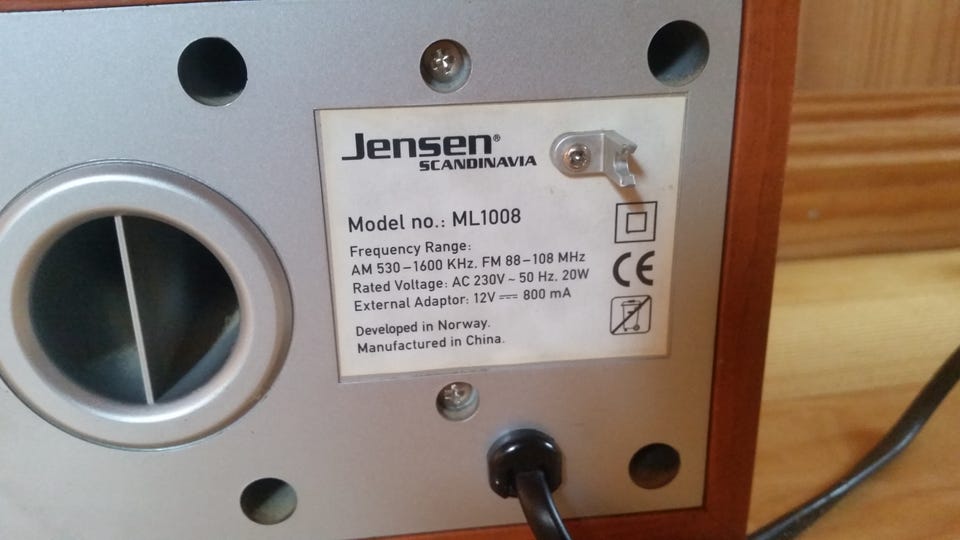 Jensen®
SCANDINAVIA
Model no.: ML1008
Frequency Range:
AM 530–1600 KHz. FM 88–108 MHz
Rated Voltage: AC 230V ~ 50 Hz. 20W
External Adaptor: 12V ⎓ 800 mA
Developed in Norway.
Manufactured in China.
CE